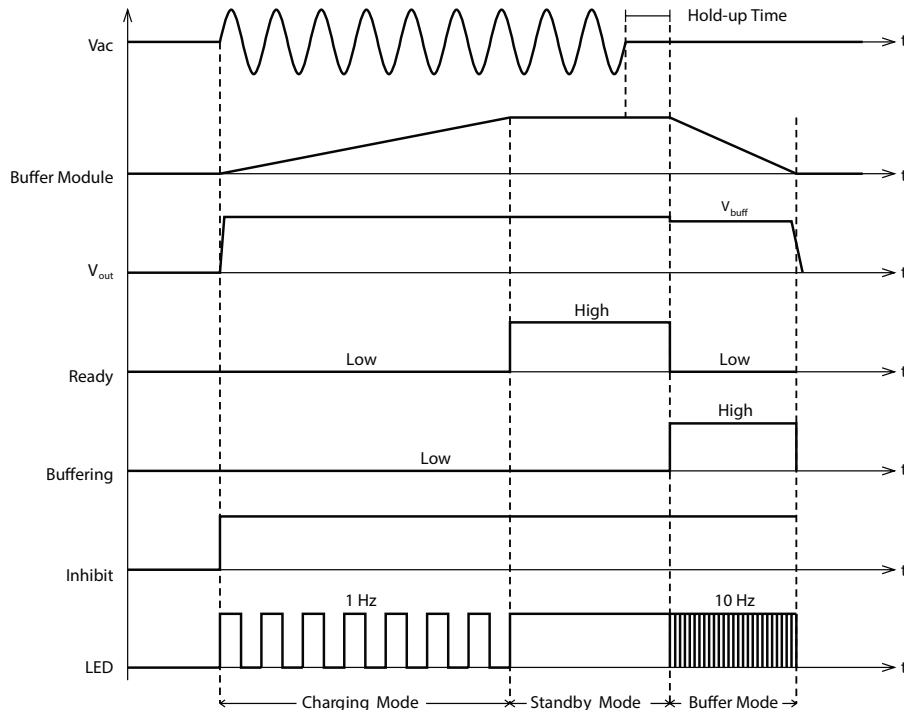 Hold-up Time
Vac t
Buffer Module t
V_buff
V_out t
High
Low Low
Ready t
High
Low
Buffering t
Inhibit t
1 Hz 10 Hz
LED t
Charging Mode Standby Mode Buffer Mode